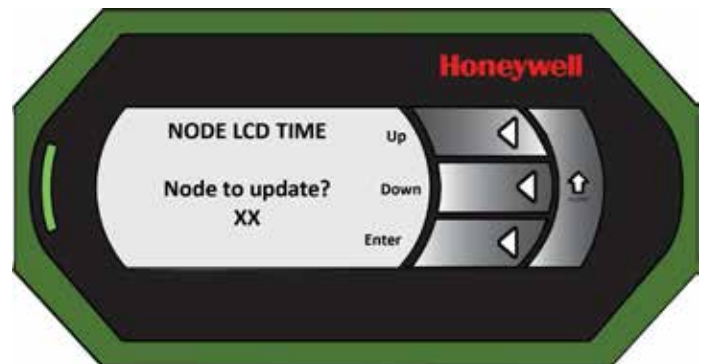 Honeywell
NODE LCD TIME
Up
Node to update?
Down
XX
Enter